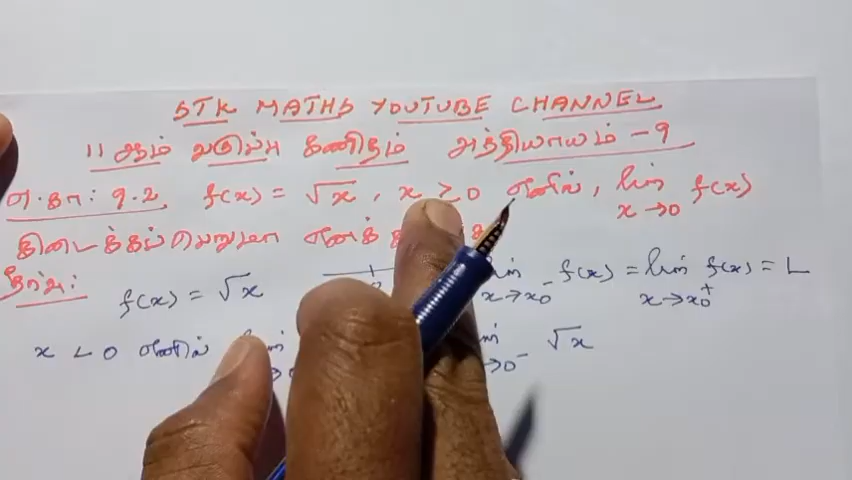 STK MATHS YOUTUBE CHANNEL
11 ஆம் வகுப்பு கணிதம் அத்தியாயம் - 9
எ.கா: 9.2 f(x) = √x , x ≥ 0 எனில், lim x→0 f(x)
கிடைக்கப்பெறுமா எனக்
தீர்வு:
f(x) = √x x→x₀⁻ f(x) = lim x→x₀⁺ f(x) = L
x < 0 எனில் →0⁻ √x